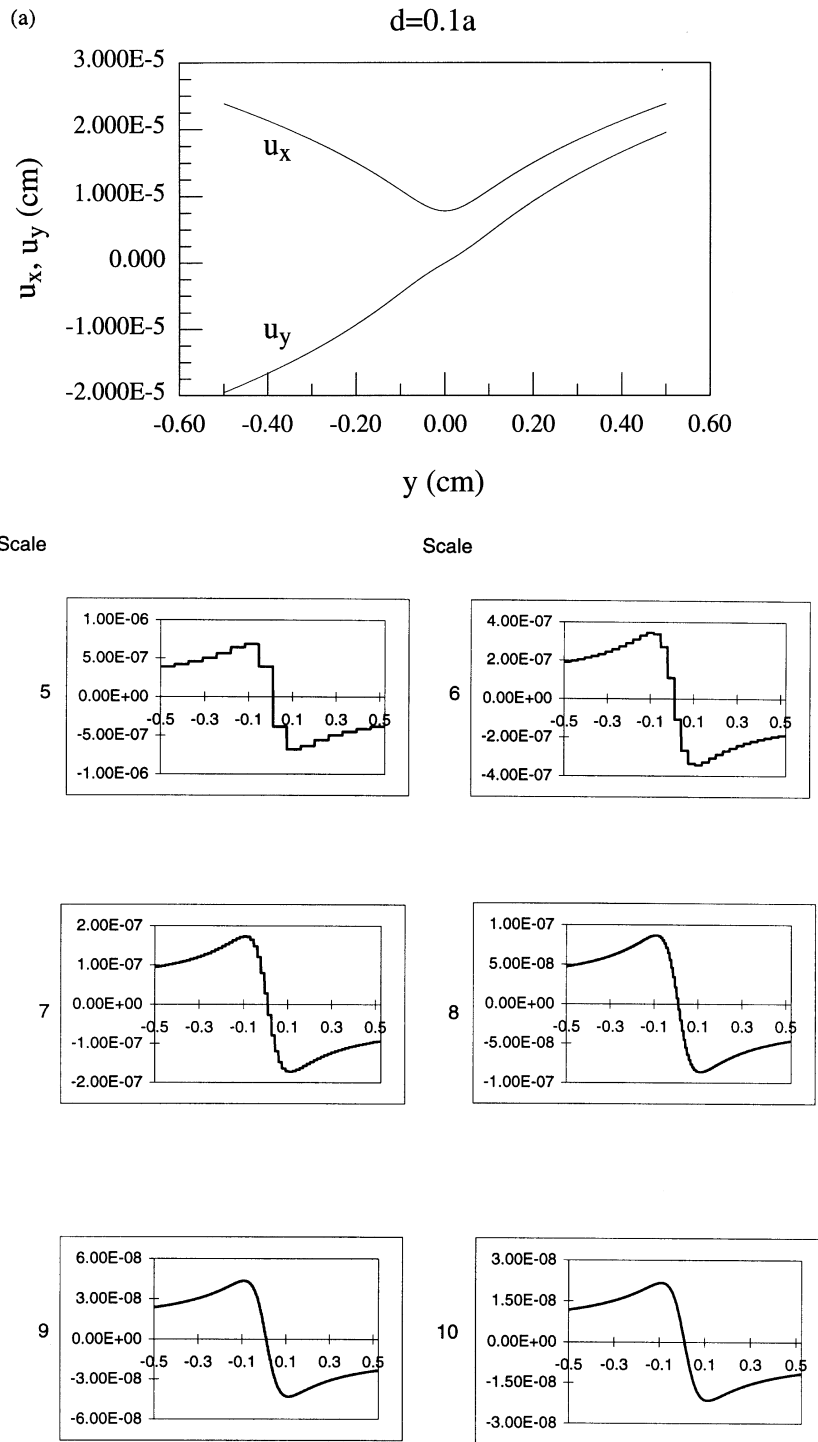 (a)
d=0.1a
3.000E-5
2.000E-5
1.000E-5
0.000
-1.000E-5
-2.000E-5
u_x, u_y (cm)
u_x
u_y
-0.60 -0.40 -0.20 0.00 0.20 0.40 0.60
y (cm)
Scale Scale
5
1.00E-06
5.00E-07
0.00E+00
-5.00E-07
-1.00E-06
-0.5 -0.3 -0.1 0.1 0.3 0.5
6
4.00E-07
2.00E-07
0.00E+00
-2.00E-07
-4.00E-07
-0.5 -0.3 -0.1 0.1 0.3 0.5
7
2.00E-07
1.00E-07
0.00E+00
-1.00E-07
-2.00E-07
-0.5 -0.3 -0.1 0.1 0.3 0.5
8
1.00E-07
5.00E-08
0.00E+00
-5.00E-08
-1.00E-07
-0.5 -0.3 -0.1 0.1 0.3 0.5
9
6.00E-08
3.00E-08
0.00E+00
-3.00E-08
-6.00E-08
-0.5 -0.3 -0.1 0.1 0.3 0.5
10
3.00E-08
1.50E-08
0.00E+00
-1.50E-08
-3.00E-08
-0.5 -0.3 -0.1 0.1 0.3 0.5